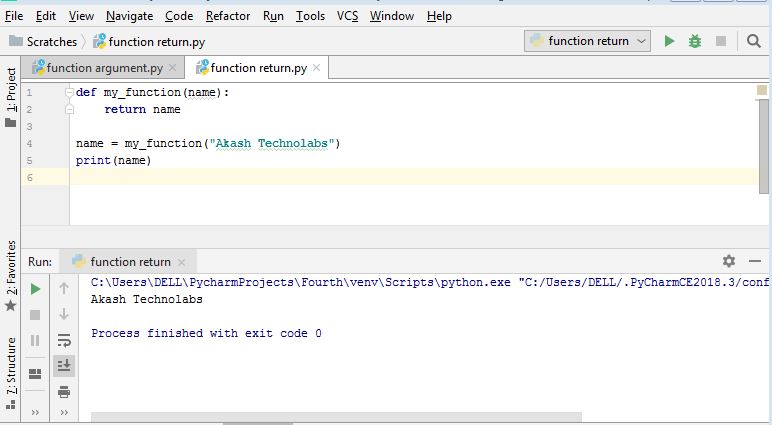 File Edit View Navigate Code Refactor Run Tools VCS Window Help
Scratches function return.py function return
function argument.py function return.py
1: Project
1 def my_function(name):
2 return name
3
4 name = my_function("Akash Technolabs")
5 print(name)
6
Run: function return
2: Favorites
Z: Structure
C:\Users\DELL\PycharmProjects\Fourth\venv\Scripts\python.exe "C:/Users/DELL/.PyCharmCE2018.3/conf
Akash Technolabs
Process finished with exit code 0